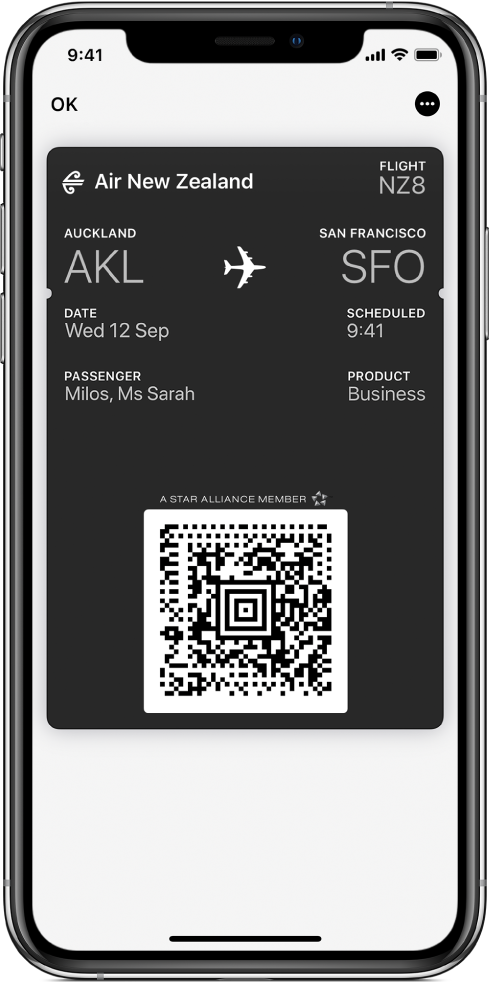 9:41
OK
Air New Zealand
FLIGHT
NZ8
AUCKLAND
SAN FRANCISCO
AKL
SFO
DATE
SCHEDULED
Wed 12 Sep
9:41
PASSENGER
PRODUCT
Milos, Ms Sarah
Business
A STAR ALLIANCE MEMBER